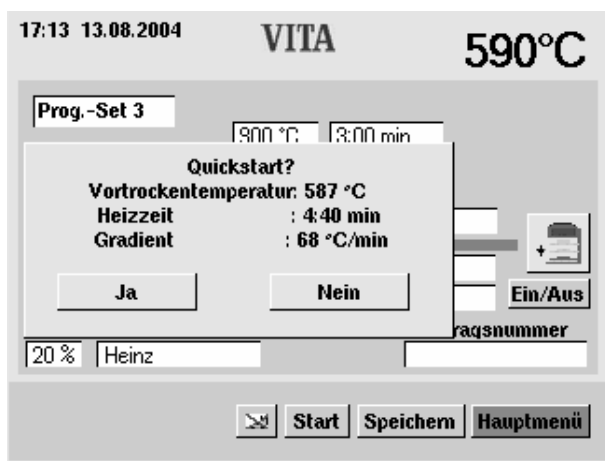 17:13 13.08.2004 VITA 590°C
Prog.-Set 3
900 °C 3:00 min
Quickstart?
Vortrockentemperatur: 587 °C
Heizzeit : 4:40 min
Gradient : 68 °C/min
Ja Nein
Ein/Aus
ragsnummer
20 % Heinz
Start Speichern Hauptmenü